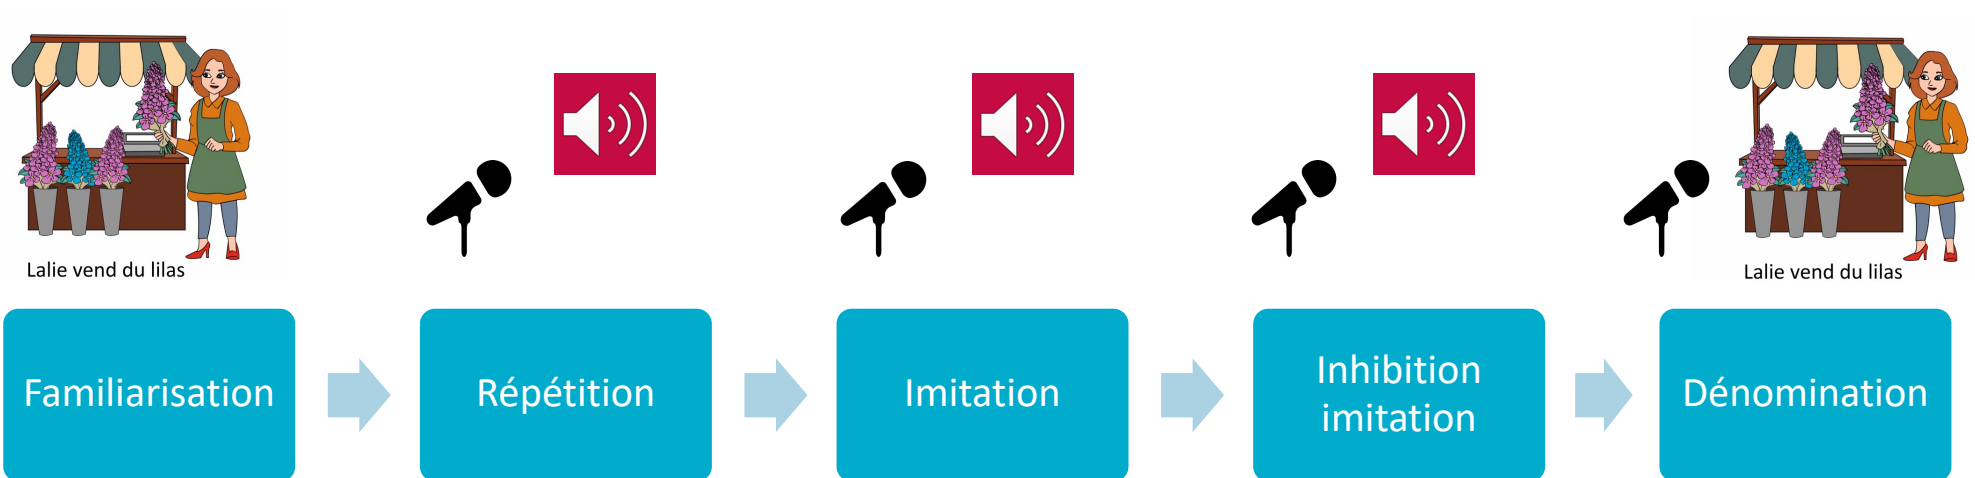 Lalie vend du lilas
Lalie vend du lilas
Familiarisation
Répétition
Imitation
Inhibition
imitation
Dénomination